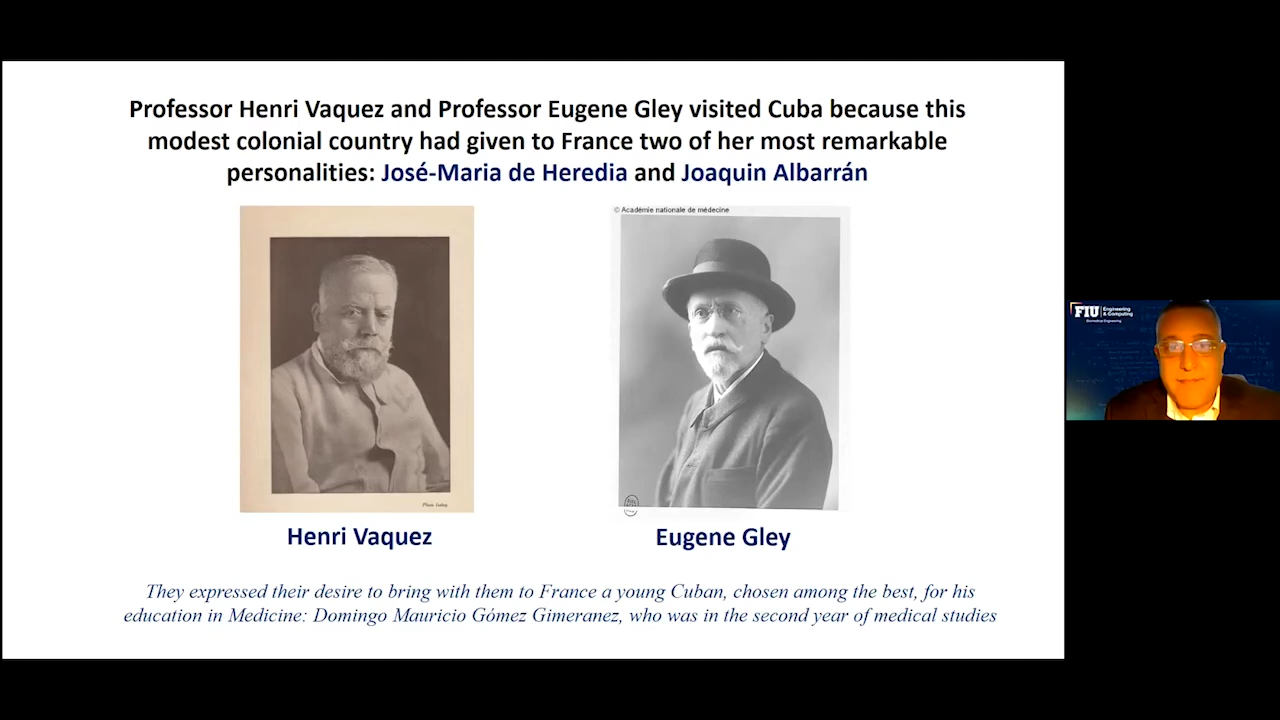 Professor Henri Vaquez and Professor Eugene Gley visited Cuba because this
modest colonial country had given to France two of her most remarkable
personalities: José-Maria de Heredia and Joaquin Albarrán
© Académie nationale de médecine
Henri Vaquez
Eugene Gley
They expressed their desire to bring with them to France a young Cuban, chosen among the best, for his
education in Medicine: Domingo Mauricio Gómez Gimeranez, who was in the second year of medical studies
FIU
Engineering
& Computing
Biomedical Engineering